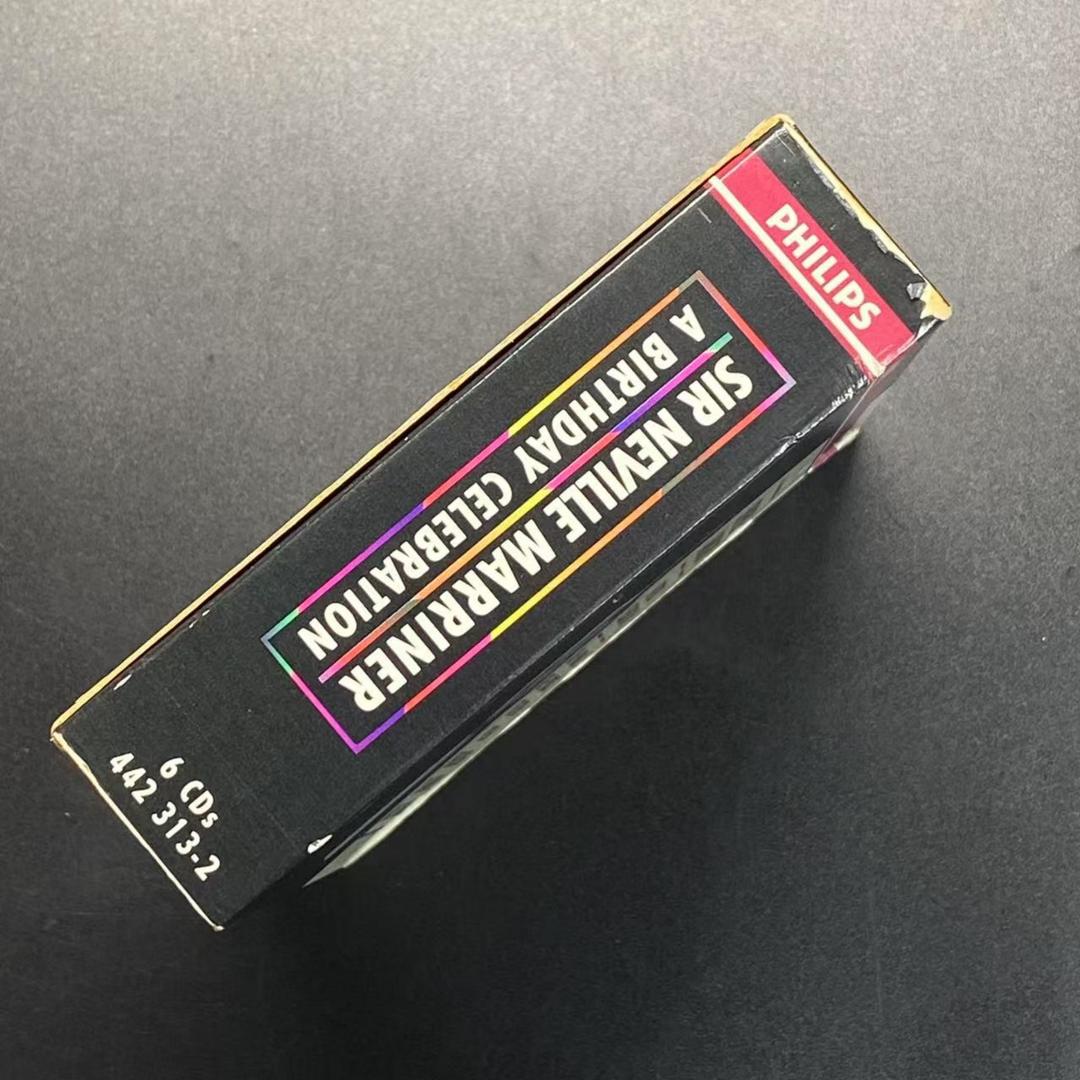 PHILIPS
SIR NEVILLE MARRINER
A BIRTHDAY CELEBRATION
6 CDs
442 313-2